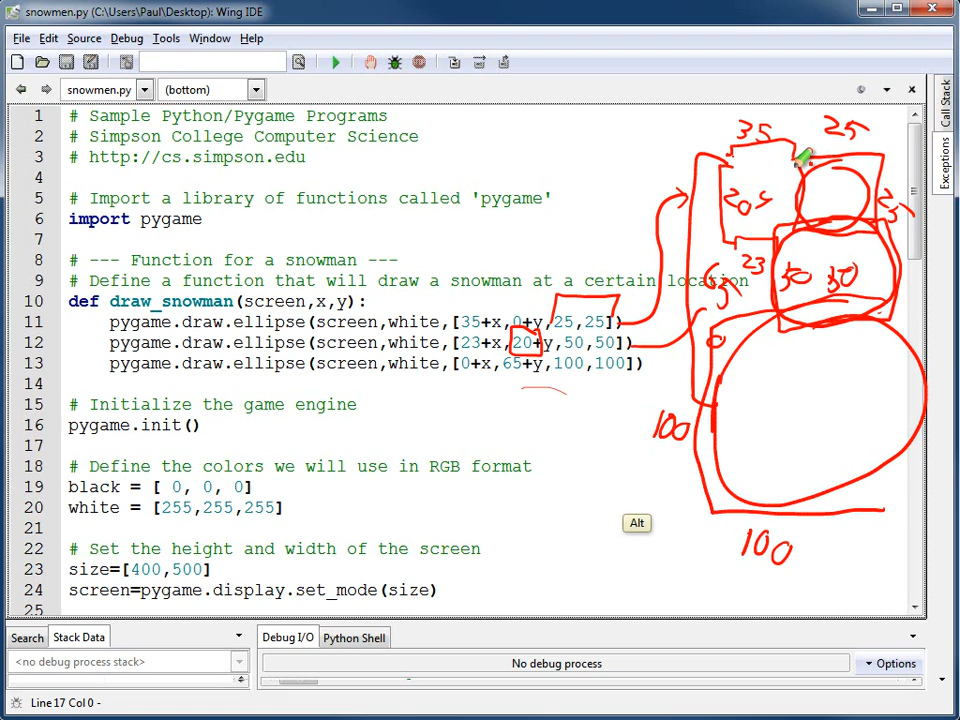 snowmen.py (C:\Users\Paul\Desktop): Wing IDE
File Edit Source Debug Tools Window Help
snowmen.py (bottom)
1 # Sample Python/Pygame Programs
2 # Simpson College Computer Science
3 # http://cs.simpson.edu
4
5 # Import a library of functions called 'pygame'
6 import pygame
7
8 # --- Function for a snowman ---
9 # Define a function that will draw a snowman at a certain location
10 def draw_snowman(screen,x,y):
11 pygame.draw.ellipse(screen,white,[35+x,0+y,25,25])
12 pygame.draw.ellipse(screen,white,[23+x,20+y,50,50])
13 pygame.draw.ellipse(screen,white,[0+x,65+y,100,100])
14
15 # Initialize the game engine
16 pygame.init()
17
18 # Define the colors we will use in RGB format
19 black = [ 0, 0, 0]
20 white = [255,255,255]
21
22 # Set the height and width of the screen
23 size=[400,500]
24 screen=pygame.display.set_mode(size)
25
35 25
25
23
65 50 50
0
100
100
Alt
Call Stack
Exceptions
Search Stack Data
<no debug process stack>
Debug I/O Python Shell
No debug process
Options
Line 17 Col 0 -